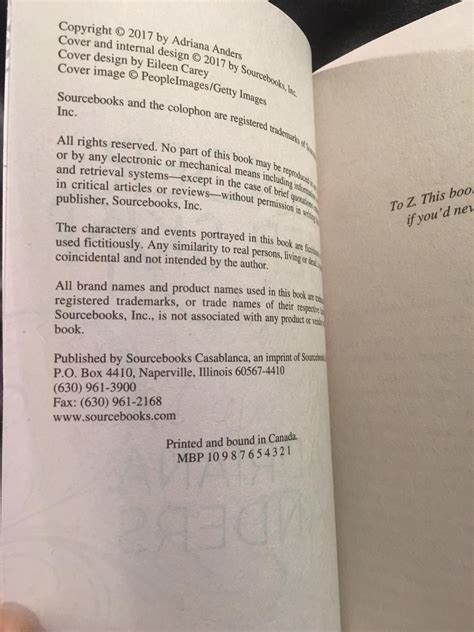 Copyright © 2017 by Adriana Anders
Cover and internal design © 2017 by Sourcebooks, Inc.
Cover design by Eileen Carey
Cover image © PeopleImages/Getty Images
Sourcebooks and the colophon are registered trademarks of
Inc.
All rights reserved. No part of this book may be reproduced
or by any electronic or mechanical means including
and retrieval systems—except in the case of brief quotations
in critical articles or reviews—without permission in writing
publisher, Sourcebooks, Inc.
The characters and events portrayed in this book are
used fictitiously. Any similarity to real persons, living or dead,
coincidental and not intended by the author.
All brand names and product names used in this book are
registered trademarks, or trade names of their respective
Sourcebooks, Inc., is not associated with any product or
book.
Published by Sourcebooks Casablanca, an imprint of
P.O. Box 4410, Naperville, Illinois 60567-4410
(630) 961-3900
Fax: (630) 961-2168
www.sourcebooks.com
Printed and bound in Canada.
MBP 10 9 8 7 6 5 4 3 2 1
To Z. This
if you'd